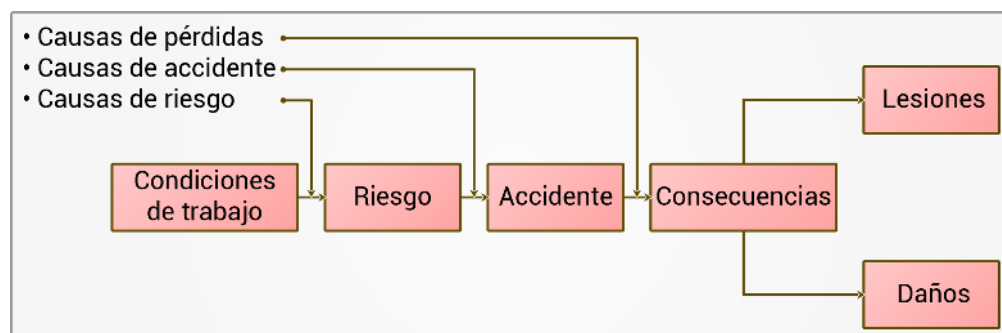 • Causas de pérdidas
• Causas de accidente
• Causas de riesgo
Lesiones
Condiciones
de trabajo
Riesgo
Accidente
Consecuencias
Daños